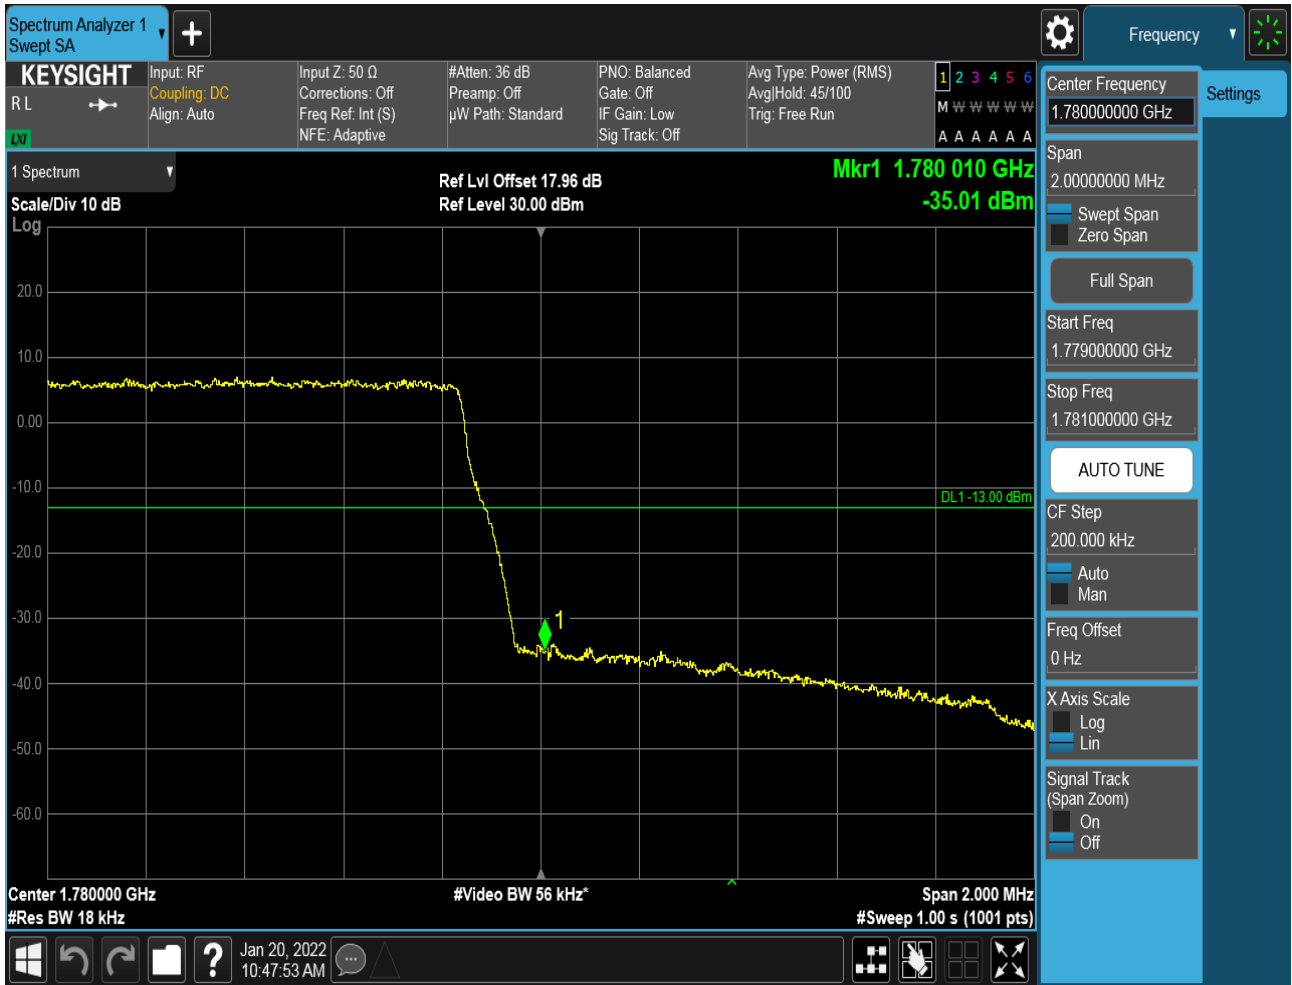 Spectrum Analyzer 1
Swept SA
Frequency
KEYSIGHT
R L
LXI
Input: RF
Coupling: DC
Align: Auto
Input Z: 50 Ω
Corrections: Off
Freq Ref: Int (S)
NFE: Adaptive
#Atten: 36 dB
Preamp: Off
µW Path: Standard
PNO: Balanced
Gate: Off
IF Gain: Low
Sig Track: Off
Avg Type: Power (RMS)
Avg|Hold: 45/100
Trig: Free Run
1 2 3 4 5 6
M W W W W W
A A A A A A
1 Spectrum
Scale/Div 10 dB
Log
Ref Lvl Offset 17.96 dB
Ref Level 30.00 dBm
Mkr1 1.780 010 GHz
-35.01 dBm
20.0
10.0
0.00
-10.0
-20.0
-30.0
-40.0
-50.0
-60.0
DL1 -13.00 dBm
1
Center 1.780000 GHz
#Res BW 18 kHz
#Video BW 56 kHz*
Span 2.000 MHz
#Sweep 1.00 s (1001 pts)
Center Frequency
1.780000000 GHz
Settings
Span
2.00000000 MHz
Swept Span
Zero Span
Full Span
Start Freq
1.779000000 GHz
Stop Freq
1.781000000 GHz
AUTO TUNE
CF Step
200.000 kHz
Auto
Man
Freq Offset
0 Hz
X Axis Scale
Log
Lin
Signal Track
(Span Zoom)
On
Off
?
Jan 20, 2022
10:47:53 AM